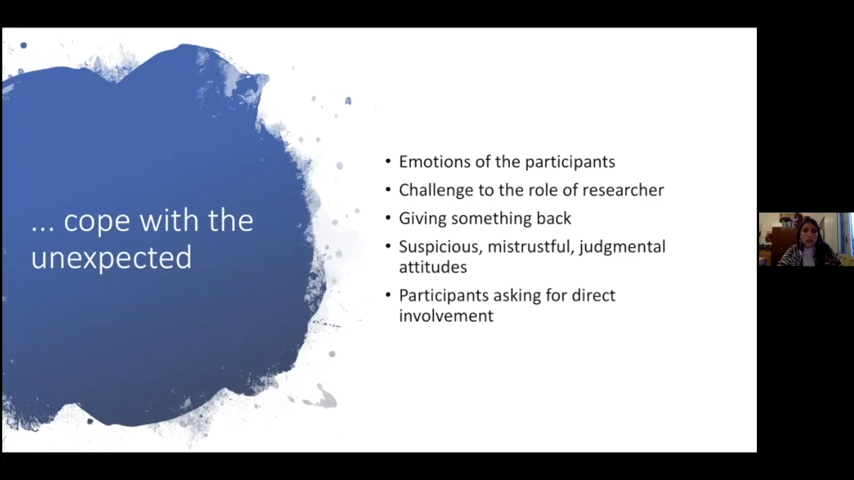 ... cope with the
unexpected
• Emotions of the participants
• Challenge to the role of researcher
• Giving something back
• Suspicious, mistrustful, judgmental
attitudes
• Participants asking for direct
involvement